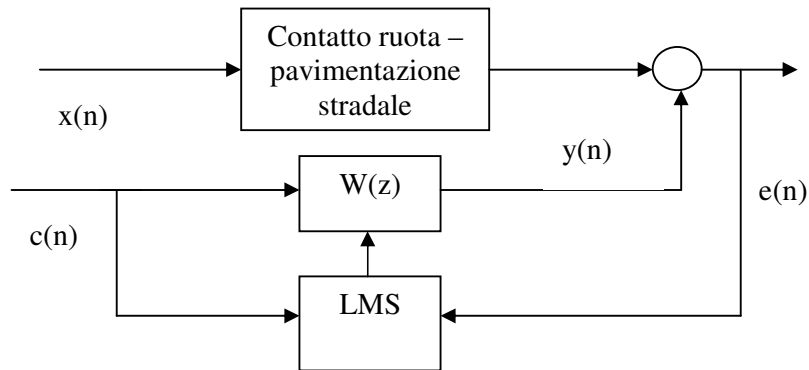 Contatto ruota –
pavimentazione
stradale
x(n)
y(n)
W(z)
e(n)
c(n)
LMS